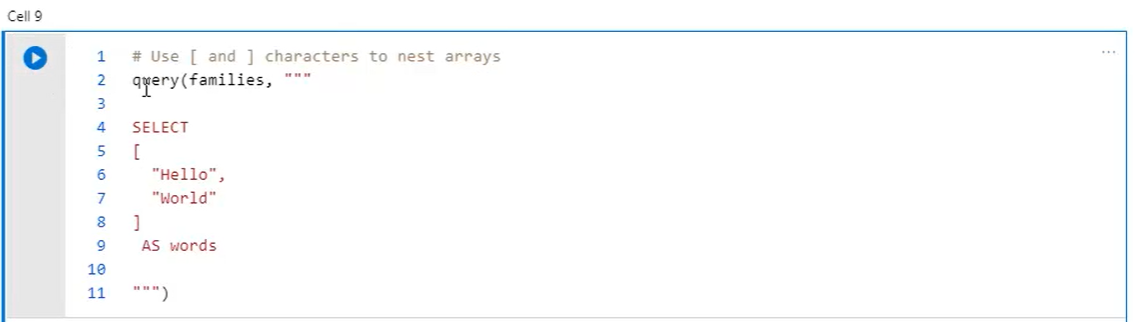 Cell 9
1 # Use [ and ] characters to nest arrays
2 query(families, """
3
4 SELECT
5 [
6   "Hello",
7   "World"
8 ]
9  AS words
10
11 """)